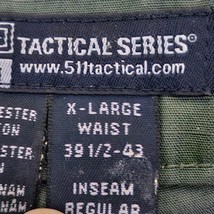 TACTICAL SERIES®
www.511tactical.com
X-LARGE
WAIST
39 1/2-43
INSEAM
REGULAR